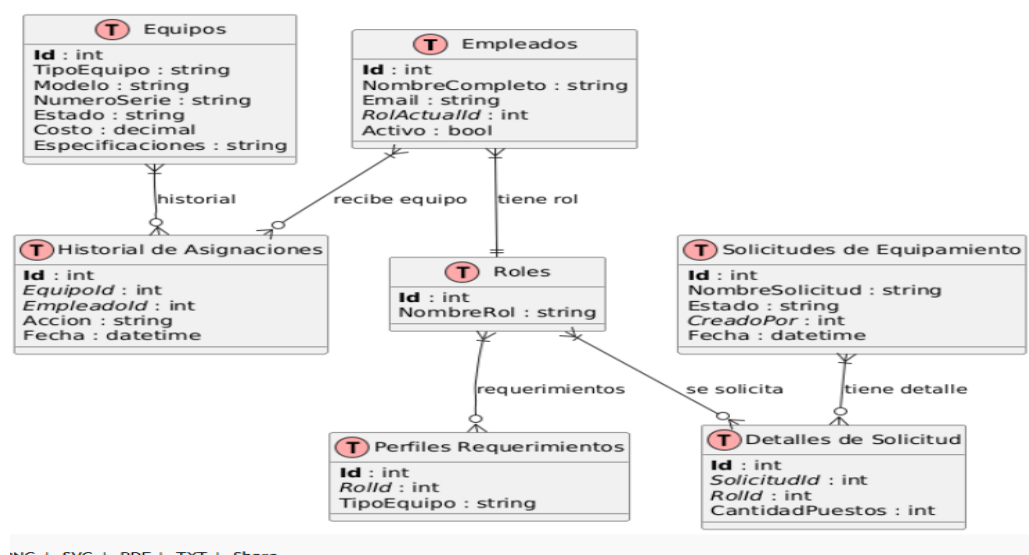 T Equipos
Id : int
TipoEquipo : string
Modelo : string
NumeroSerie : string
Estado : string
Costo : decimal
Especificaciones : string
T Empleados
Id : int
NombreCompleto : string
Email : string
RolActualId : int
Activo : bool
historial
recibe equipo
tiene rol
T Historial de Asignaciones
Id : int
EquipoId : int
EmpleadoId : int
Accion : string
Fecha : datetime
T Roles
Id : int
NombreRol : string
T Solicitudes de Equipamiento
Id : int
NombreSolicitud : string
Estado : string
CreadoPor : int
Fecha : datetime
requerimientos
se solicita
tiene detalle
T Perfiles Requerimientos
Id : int
RolId : int
TipoEquipo : string
T Detalles de Solicitud
Id : int
SolicitudId : int
RolId : int
CantidadPuestos : int